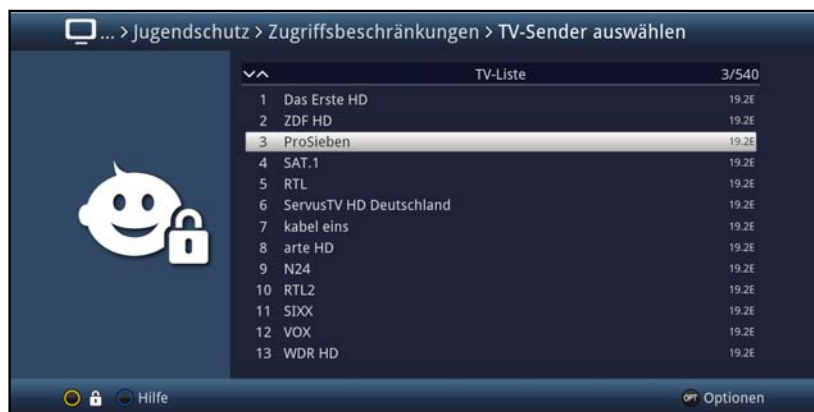 ... > Jugendschutz > Zugriffsbeschränkungen > TV-Sender auswählen
TV-Liste 3/540
1 Das Erste HD 19.2E
2 ZDF HD 19.2E
3 ProSieben 19.2E
4 SAT.1 19.2E
5 RTL 19.2E
6 ServusTV HD Deutschland 19.2E
7 kabel eins 19.2E
8 arte HD 19.2E
9 N24 19.2E
10 RTL2 19.2E
11 SIXX 19.2E
12 VOX 19.2E
13 WDR HD 19.2E
Hilfe OPT Optionen